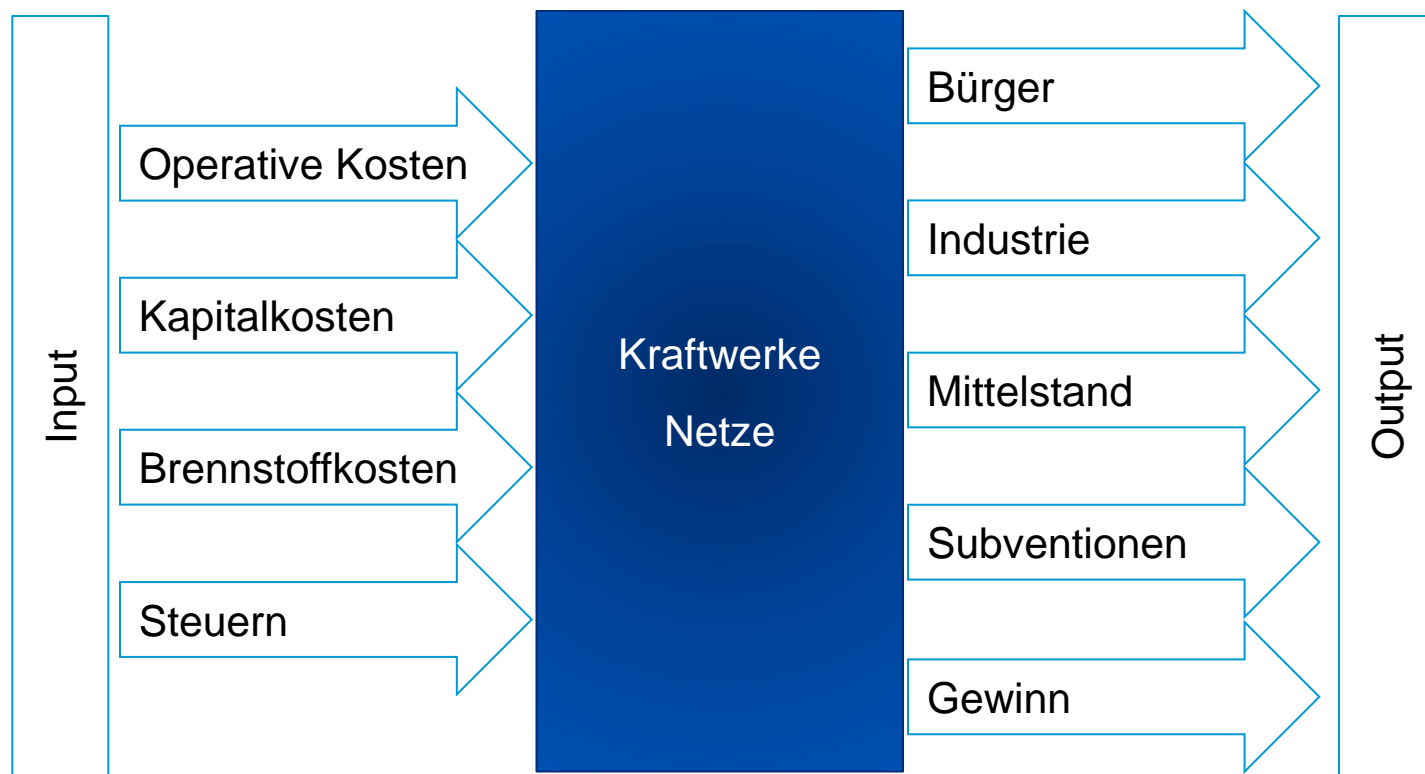 Input
Operative Kosten
Kapitalkosten
Brennstoffkosten
Steuern
Kraftwerke
Netze
Bürger
Industrie
Mittelstand
Subventionen
Gewinn
Output